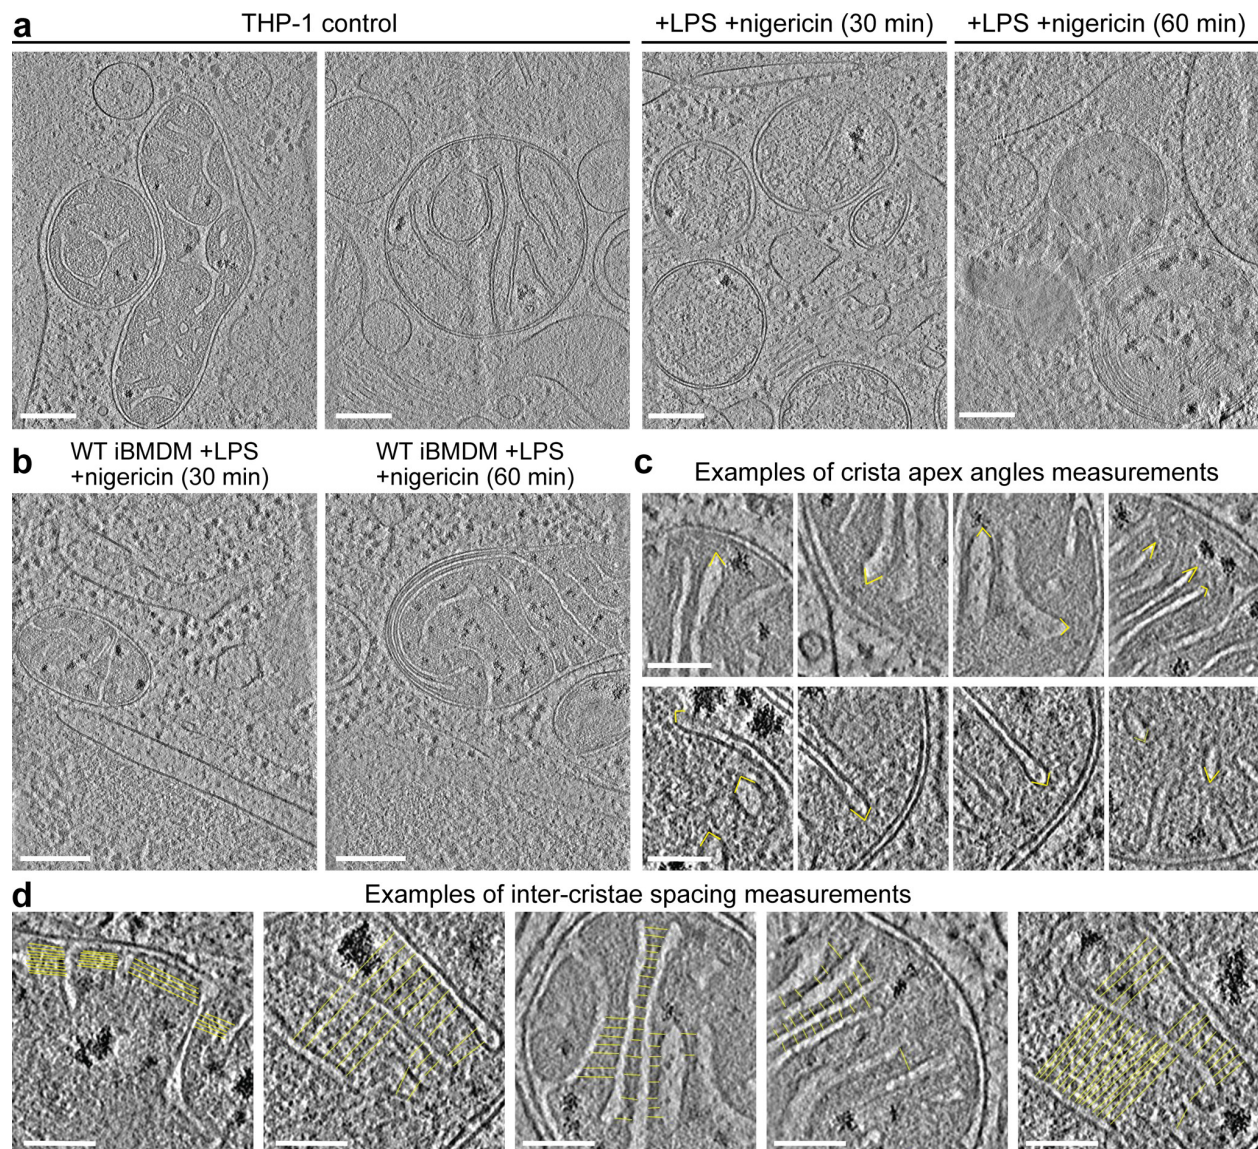 a
THP-1 control
+LPS +nigericin (30 min)
+LPS +nigericin (60 min)
b
WT iBMDM +LPS
+nigericin (30 min)
WT iBMDM +LPS
+nigericin (60 min)
c
Examples of crista apex angles measurements
d
Examples of inter-cristae spacing measurements